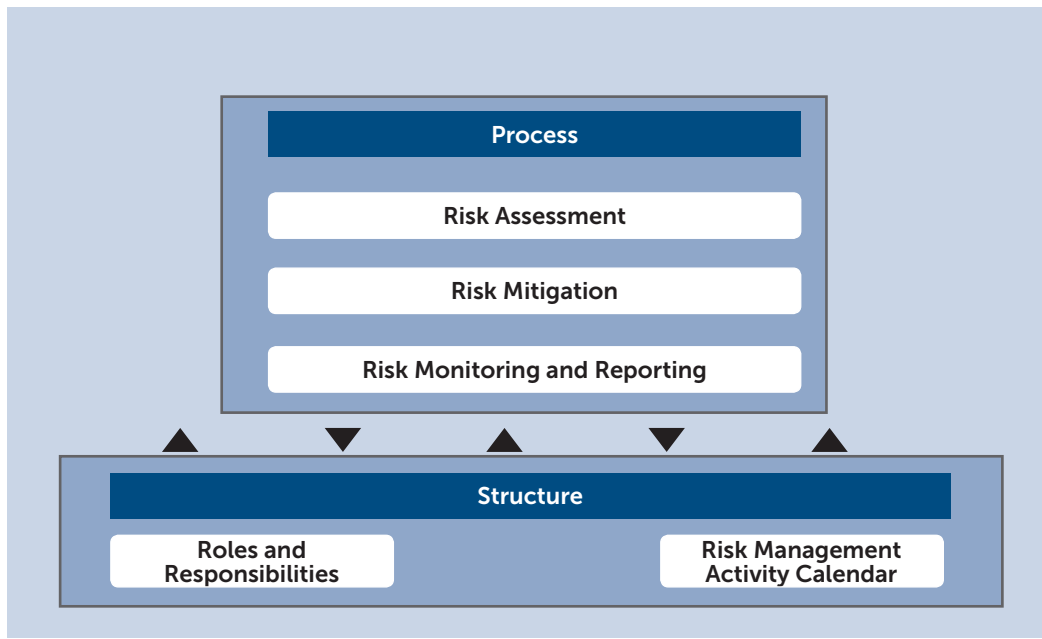 Process
Risk Assessment
Risk Mitigation
Risk Monitoring and Reporting
Structure
Roles and
Responsibilities
Risk Management
Activity Calendar